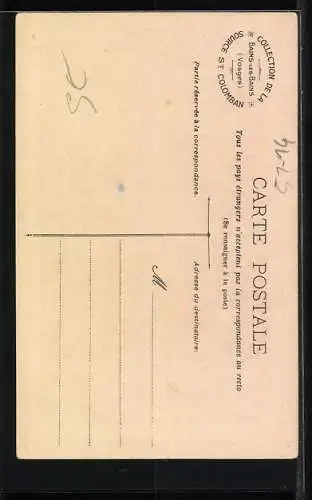 COLLECTION DE LA
BAINS-LES-BAINS
(Vosges)
SOURCE ST COLOMBAN
CARTE POSTALE
Tous les pays étrangers n'acceptent pas la correspondance au recto
(Se renseigner à la poste)
Partie réservée à la correspondance.
Adresse du destinataire:
M